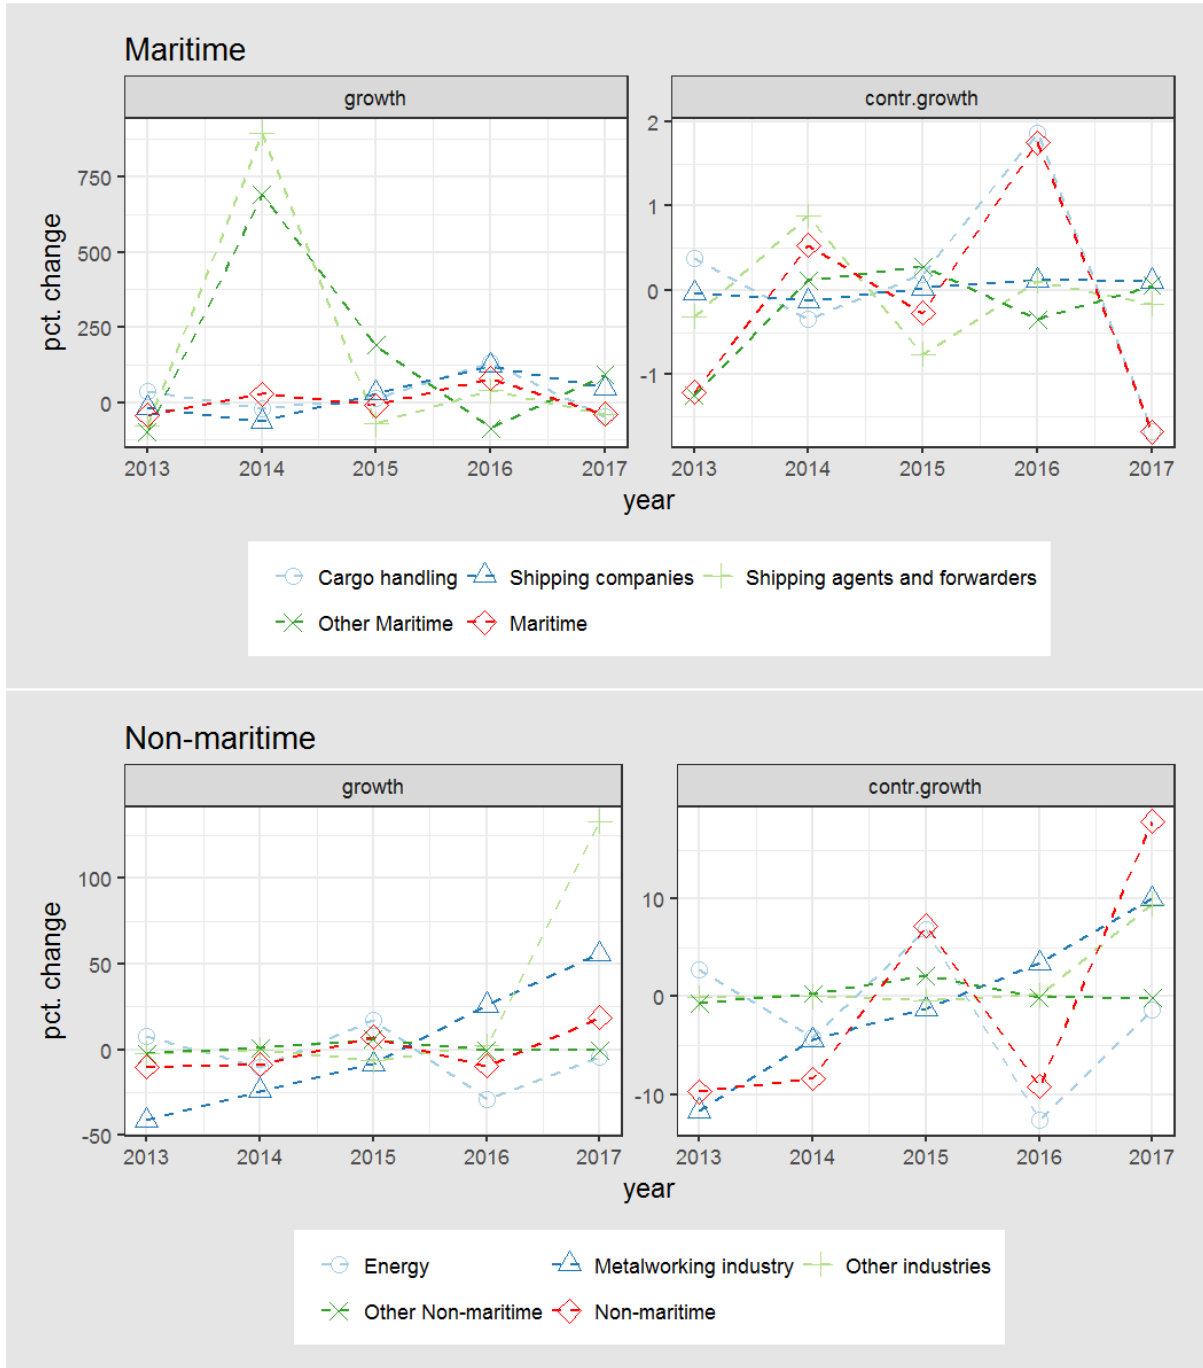 Maritime
growth
contr.growth
pct. change
750
500
250
0
2
1
0
-1
2013 2014 2015 2016 2017
2013 2014 2015 2016 2017
year
Cargo handling Shipping companies Shipping agents and forwarders
Other Maritime Maritime
Non-maritime
growth
contr.growth
pct. change
100
50
0
-50
10
0
-10
2013 2014 2015 2016 2017
2013 2014 2015 2016 2017
year
Energy Metalworking industry Other industries
Other Non-maritime Non-maritime